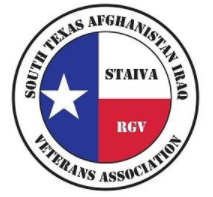 SOUTH TEXAS AFGHANISTAN IRAQ
STAIVA
RGV
VETERANS ASSOCIATION